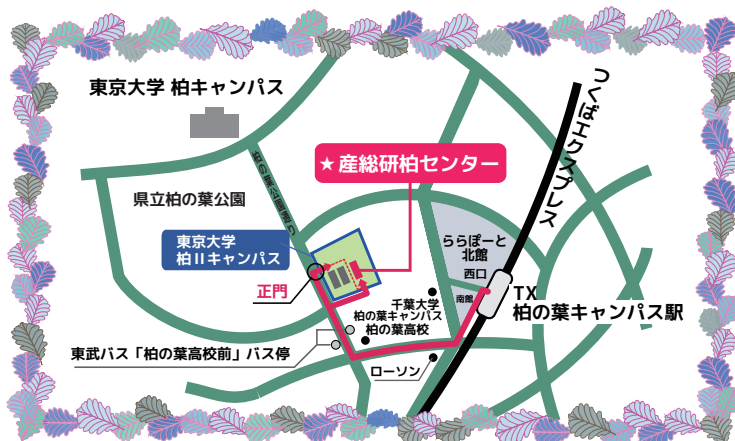 東京大学 柏キャンパス
つくばエクスプレス
柏の葉公園通り
★産総研柏センター
県立柏の葉公園
東京大学
柏IIキャンパス
ららぽーと
北館
西口
南館
TX
柏の葉キャンパス駅
正門
千葉大学
柏の葉キャンパス
柏の葉高校
東武バス「柏の葉高校前」バス停
ローソン